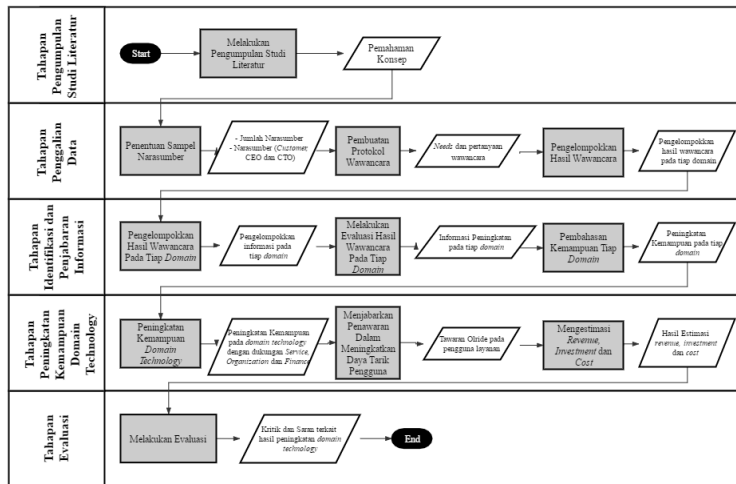 Tahapan
Pengumpulan
Studi Literatur
Start
Melakukan
Pengumpulan Studi
Literatur
Pemahaman
Konsep
Tahapan
Penggalian
Data
Penentuan Sampel
Narasumber
- Jumlah Narasumber
- Narasumber (Customer,
CEO dan CTO)
Pembuatan
Protokol
Wawancara
Needs dan pertanyaan
wawancara
Pengelompokkan
Hasil Wawancara
Pengelompokkan
hasil wawancara
pada tiap domain
Tahapan
Identifikasi dan
Penjabaran
Informasi
Pengelompokkan
Hasil Wawancara
Pada Tiap Domain
Pengelompokkan
informasi pada
tiap domain
Melakukan
Evaluasi Hasil
Wawancara
Pada Tiap
Domain
Informasi Peningkatan
pada tiap domain
Pembahasan
Kemampuan Tiap
Domain
Peningkatan
Kemampuan pada tiap
domain
Tahapan
Peningkatan
Kemampuan
Domain
Technology
Peningkatan
Kemampuan
Domain
Technology
Peningkatan Kemampuan
pada domain technology
dengan dukungan Service,
Organization dan Finance
Menjabarkan
Penawaran
Dalam
Meningkatkan
Daya Tarik
Pengguna
Tawaran Olride pada
pengguna layanan
Mengestimasi
Revenue,
Investment dan
Cost
Hasil Estimasi
revenue, investment
dan cost
Tahapan
Evaluasi
Melakukan Evaluasi
Kritik dan Saran terkait
hasil peningkatan domain
technology
End